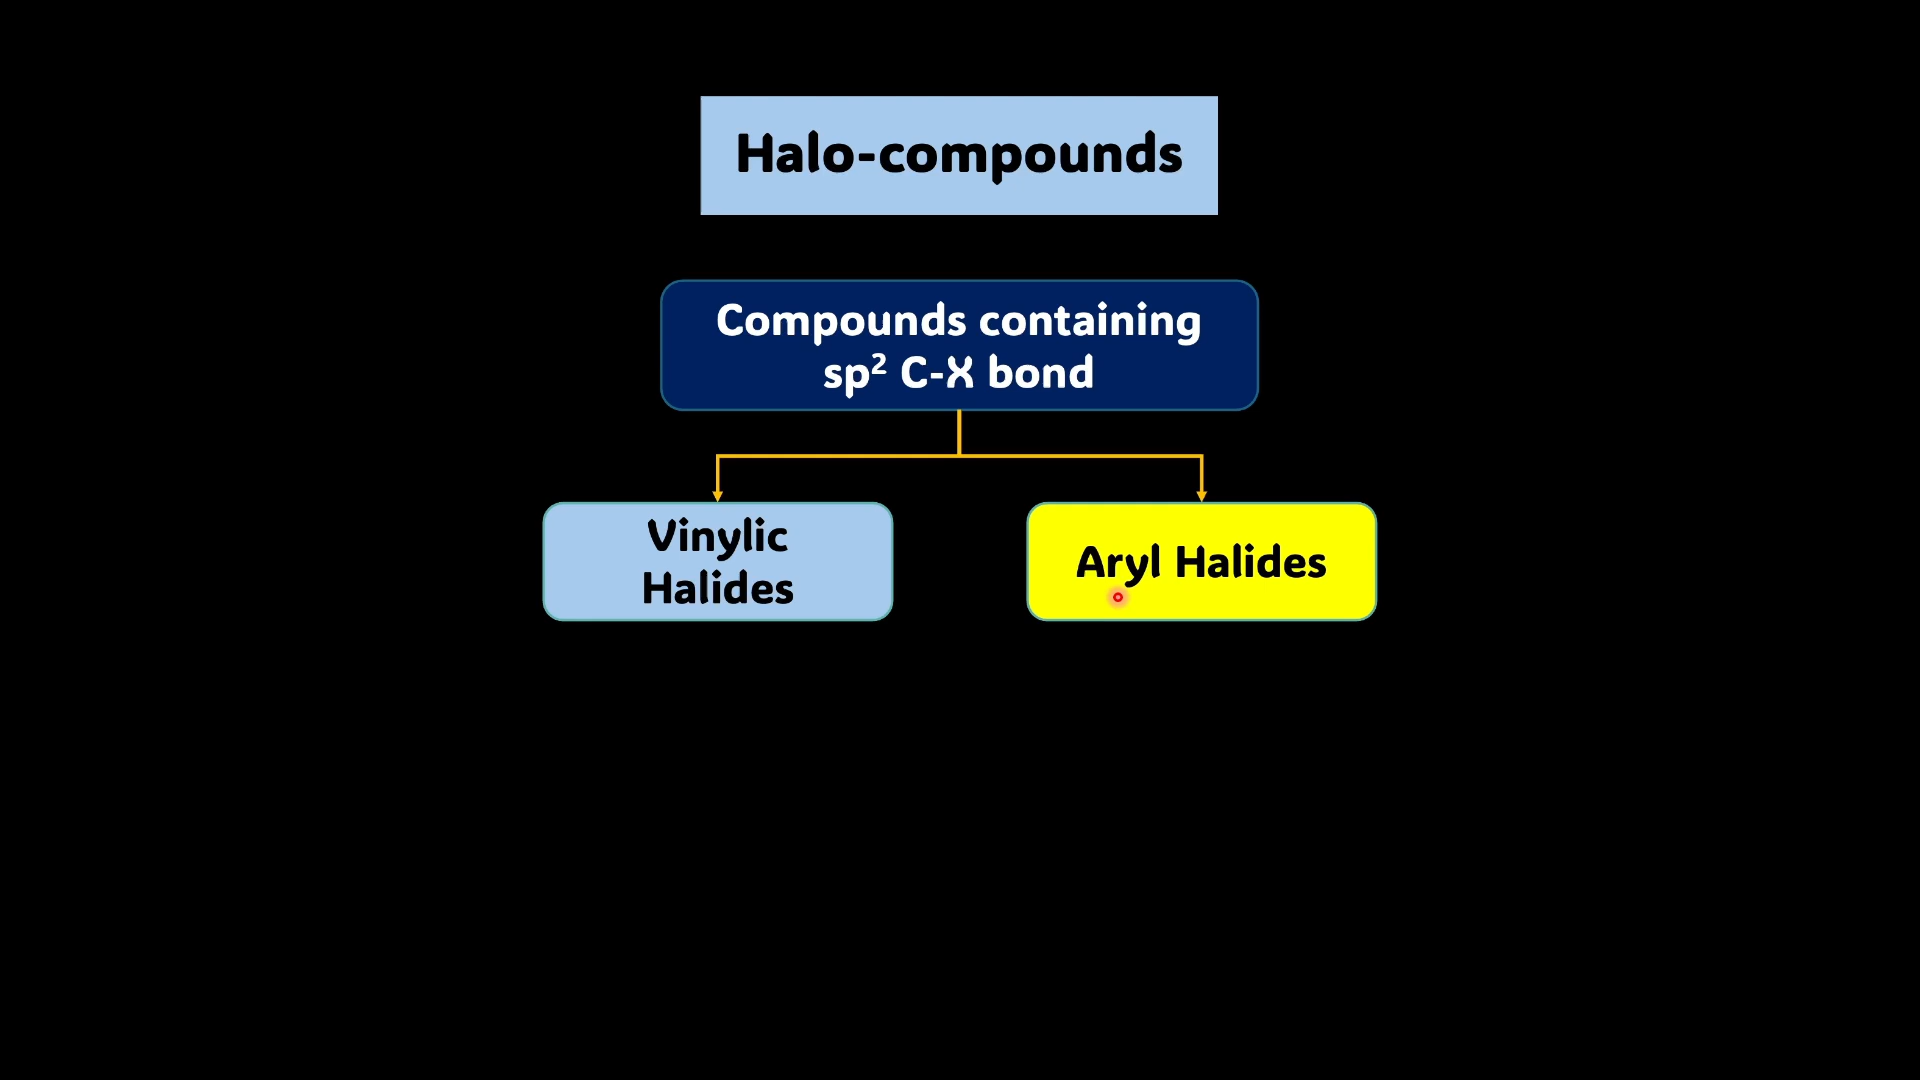 Halo-compounds
Compounds containing
sp² C-X bond
Vinylic
Halides
Aryl Halides